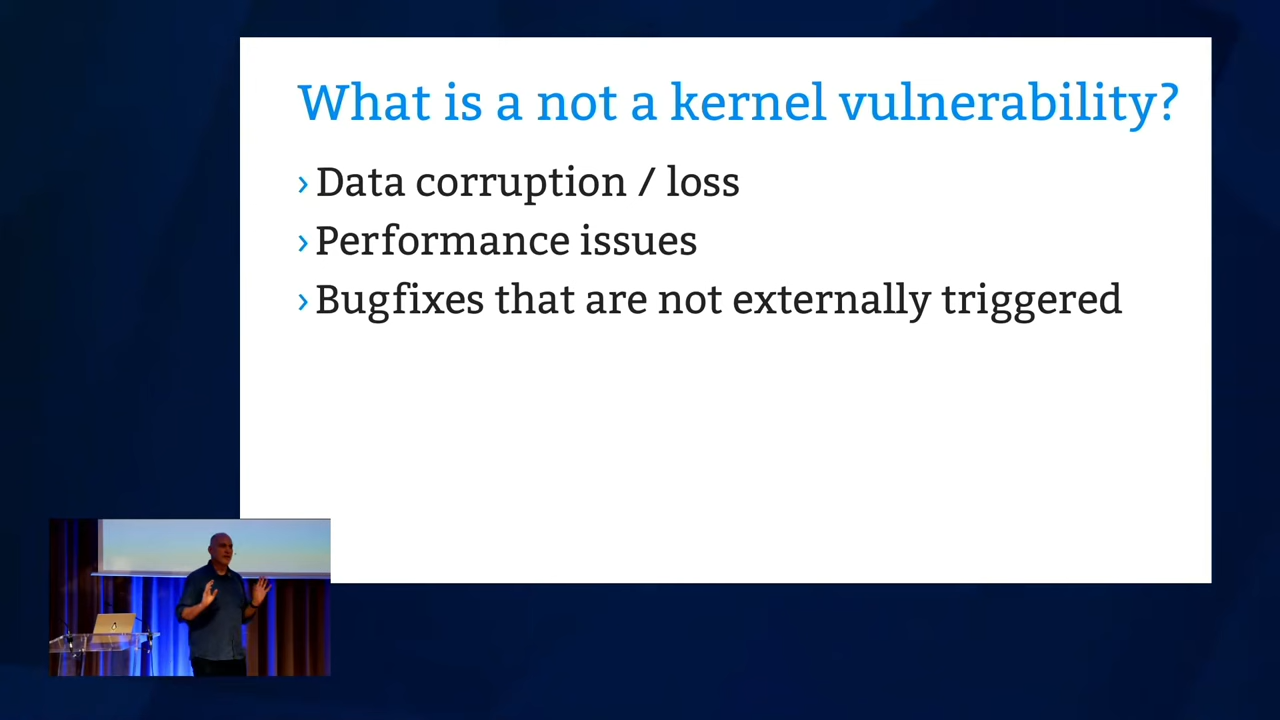 What is a not a kernel vulnerability?
› Data corruption / loss
› Performance issues
› Bugfixes that are not externally triggered